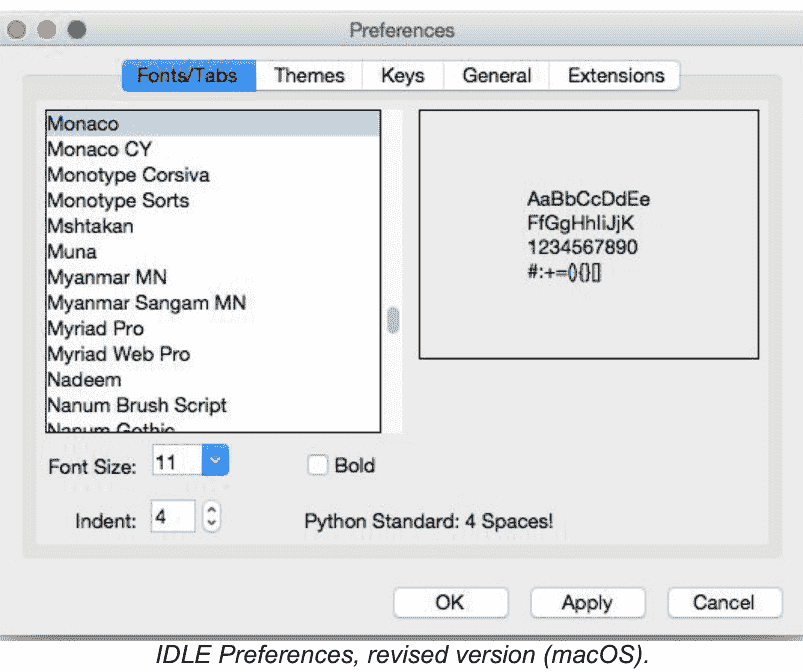 Preferences
Fonts/Tabs Themes Keys General Extensions
Monaco
Monaco CY
Monotype Corsiva
Monotype Sorts
Mshtakan
Muna
Myanmar MN
Myanmar Sangam MN
Myriad Pro
Myriad Web Pro
Nadeem
Nanum Brush Script
Nanum Gothic
AaBbCcDdEe
FfGgHhIiJjK
1234567890
#:+=(){}[]
Font Size: 11 Bold
Indent: 4 Python Standard: 4 Spaces!
OK Apply Cancel
IDLE Preferences, revised version (macOS).